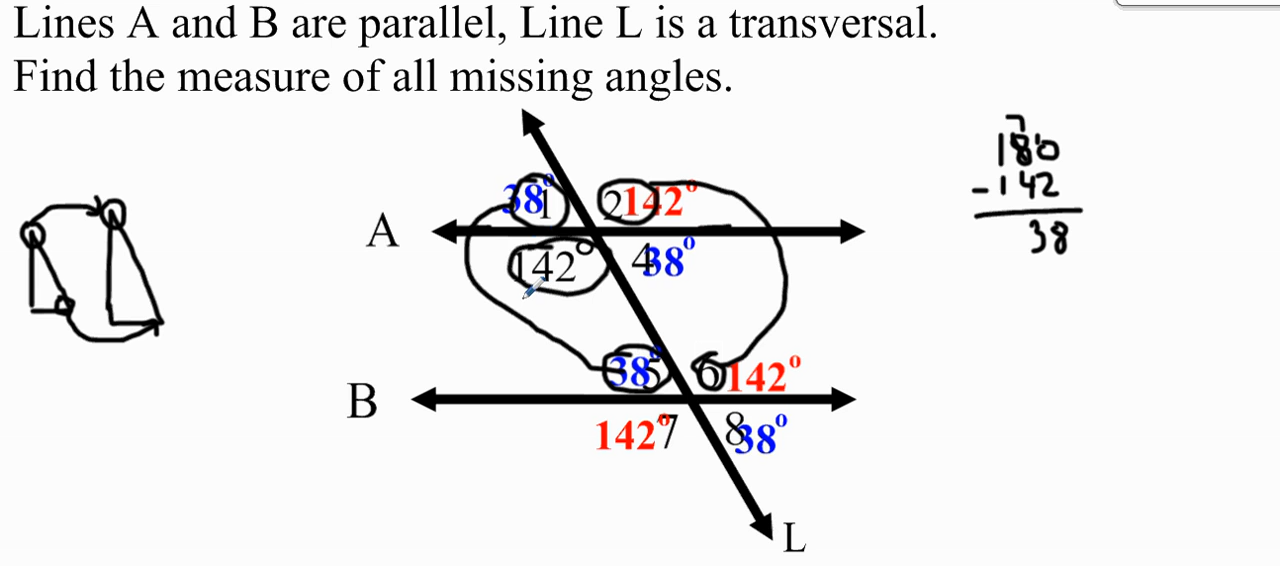 Lines A and B are parallel, Line L is a transversal.
Find the measure of all missing angles.
180
7
-142
38
38° 1 2 142°
A
142° 4 38°
38° 5 6 142°
B
142° 7 8 38°
L